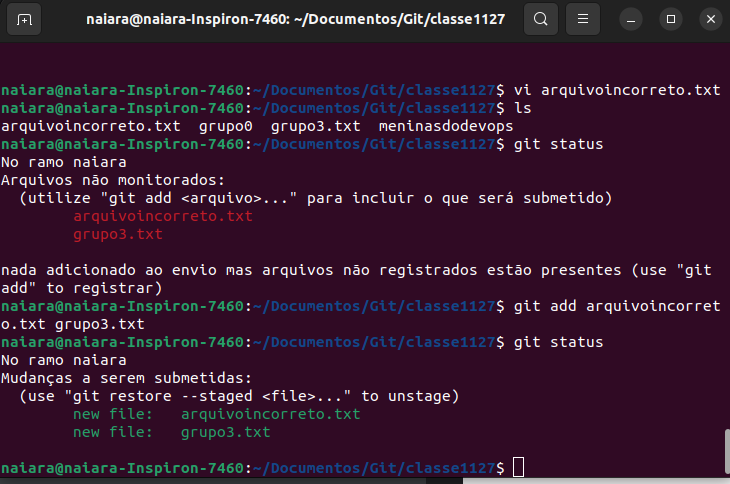 naiara@naiara-Inspiron-7460: ~/Documentos/Git/classe1127
naiara@naiara-Inspiron-7460:~/Documentos/Git/classe1127$ vi arquivoincorreto.txt
naiara@naiara-Inspiron-7460:~/Documentos/Git/classe1127$ ls
arquivoincorreto.txt  grupo0  grupo3.txt  meninasdodevops
naiara@naiara-Inspiron-7460:~/Documentos/Git/classe1127$ git status
No ramo naiara
Arquivos não monitorados:
  (utilize "git add <arquivo>..." para incluir o que será submetido)
        arquivoincorreto.txt
        grupo3.txt
nada adicionado ao envio mas arquivos não registrados estão presentes (use "git
add" to registrar)
naiara@naiara-Inspiron-7460:~/Documentos/Git/classe1127$ git add arquivoincorret
o.txt grupo3.txt
naiara@naiara-Inspiron-7460:~/Documentos/Git/classe1127$ git status
No ramo naiara
Mudanças a serem submetidas:
  (use "git restore --staged <file>..." to unstage)
        new file:   arquivoincorreto.txt
        new file:   grupo3.txt
naiara@naiara-Inspiron-7460:~/Documentos/Git/classe1127$